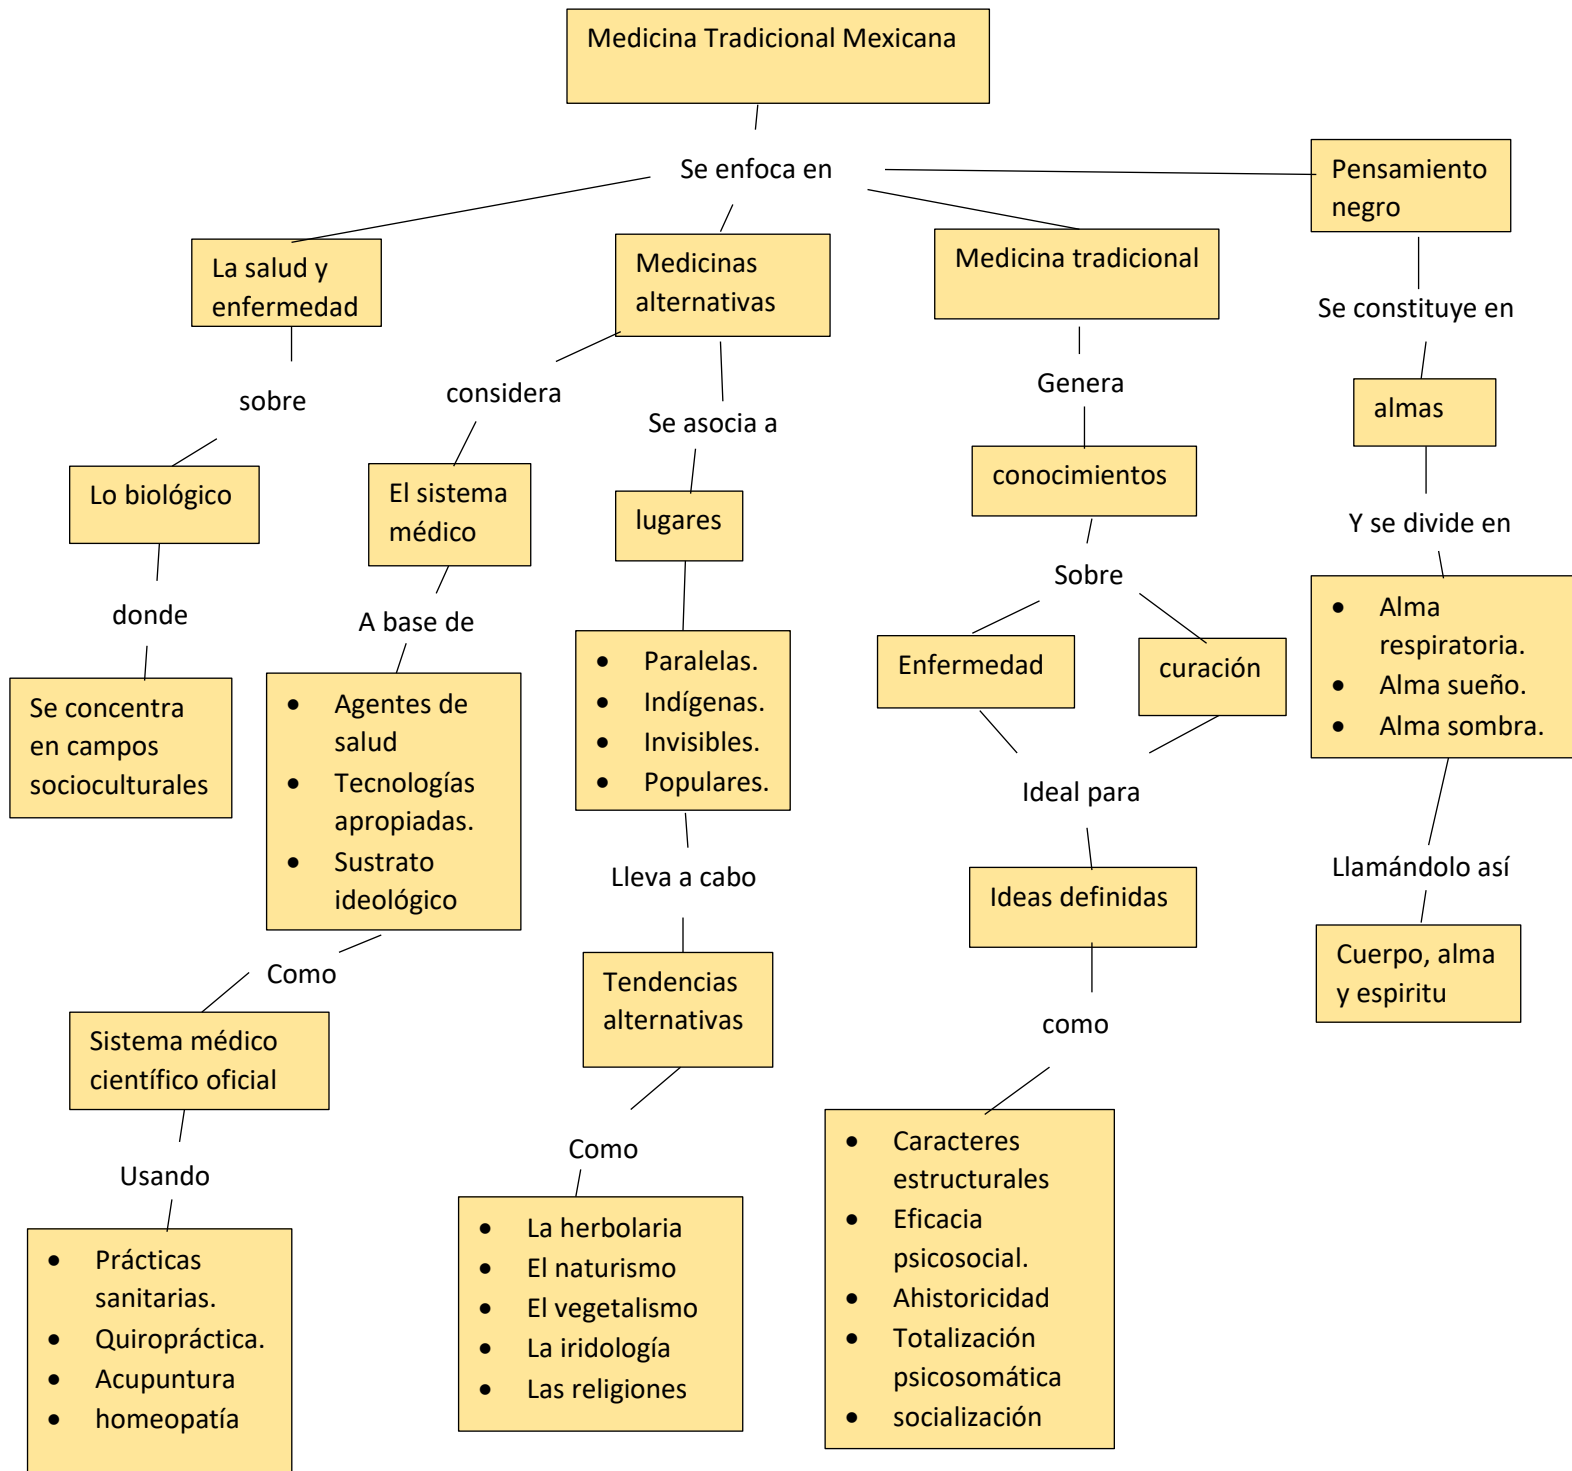 Medicina Tradicional Mexicana
Se enfoca en
La salud y
enfermedad
sobre
Lo biológico
donde
Se concentra
en campos
socioculturales
Medicinas
alternativas
considera
El sistema
médico
A base de
• Agentes de
salud
• Tecnologías
apropiadas.
• Sustrato
ideológico
Como
Sistema médico
científico oficial
Usando
• Prácticas
sanitarias.
• Quiropráctica.
• Acupuntura
• homeopatía
Se asocia a
lugares
• Paralelas.
• Indígenas.
• Invisibles.
• Populares.
Lleva a cabo
Tendencias
alternativas
Como
• La herbolaria
• El naturismo
• El vegetalismo
• La iridología
• Las religiones
Medicina tradicional
Genera
conocimientos
Sobre
Enfermedad
curación
Ideal para
Ideas definidas
como
• Caracteres
estructurales
• Eficacia
psicosocial.
• Ahistoricidad
• Totalización
psicosomática
• socialización
Pensamiento
negro
Se constituye en
almas
Y se divide en
• Alma
respiratoria.
• Alma sueño.
• Alma sombra.
Llamándolo así
Cuerpo, alma
y espiritu